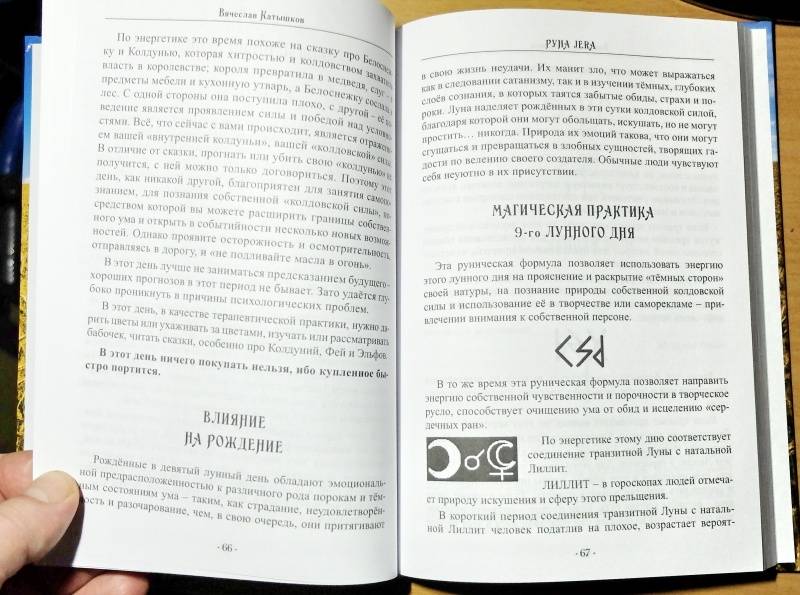 Вячеслав Катышков
По энергетике это время похоже на сказку про Белоснеж-
ку и Колдунью, которая хитростью и колдовством захвати
власть в королевстве; короля превратила в медведя, слуг –
предметы мебели и кухонную утварь, а Белоснежку сослала
лес. С одной стороны она поступила плохо, с другой – её
ведение является проявлением силы и победой над услов
стями. Всё, что сейчас с вами происходит, является отраже
ем вашей «внутренней колдуньи», вашей «колдовской» силы
В отличие от сказки, прогнать или убить свою «колдунью» не
получится, с ней можно только договориться. Поэтому этот
день, как никакой другой, благоприятен для занятия самопо
знанием, для познания собственной «колдовской силы», по-
средством которой вы можете расширить границы собствен-
ного ума и открыть в событийности несколько новых возмож-
ностей. Однако проявите осторожность и осмотрительность,
отправляясь в дорогу, и «не подливайте масла в огонь».
В этот день лучше не заниматься предсказанием будущего –
хороших прогнозов в этот период не бывает. Зато удаётся глу-
боко проникнуть в причины психологических проблем.
В этот день, в качестве терапевтической практики, нужно да-
рить цветы или ухаживать за цветами, изучать или рассматривать
бабочек, читать сказки, особенно про Колдуний, Фей и Эльфов.
В этот день ничего покупать нельзя, ибо купленное бы-
стро портится.
ВЛИЯНИЕ
НА РОЖДЕНИЕ
Рождённые в девятый лунный день обладают эмоциональ-
ной предрасположенностью к различного рода порокам и тём-
ным состояниям ума – таким, как страдание, неудовлетворён-
ность и разочарование, чем, в свою очередь, они притягивают
- 66 -
РУНА JERA
в свою жизнь неудачи. Их манит зло, что может выражаться
как в следовании сатанизму, так и в изучении тёмных, глубоких
слоёв сознания, в которых таятся забытые обиды, страхи и по-
роки. Луна наделяет рождённых в эти сутки колдовской силой,
благодаря которой они могут обольщать, искушать, но не могут
простить… никогда. Природа их эмоций такова, что они могут
сгущаться и превращаться в злобных сущностей, творящих га-
дости по велению своего создателя. Обычные люди чувствуют
себя неуютно в их присутствии.
МАГИЧЕСКАЯ ПРАКТИКА
9-го ЛУННОГО ДНЯ
Эта руническая формула позволяет использовать энергию
этого лунного дня на прояснение и раскрытие «тёмных сторон»
своей натуры, на познание природы собственной колдовской
силы и использование её в творчестве или саморекламе – при-
влечении внимания к собственной персоне.
В то же время эта руническая формула позволяет направить
энергию собственной чувственности и порочности в творческое
русло, способствует очищению ума от обид и исцелению «сер-
дечных ран».
По энергетике этому дню соответствует
соединение транзитной Луны с натальной
Лиллит.
ЛИЛЛИТ – в гороскопах людей отмеча-
ет природу искушения и сферу этого прельщения.
В короткий период соединения транзитной Луны с наталь-
ной Лиллит человек податлив на плохое, возрастает вероят-
- 67 -